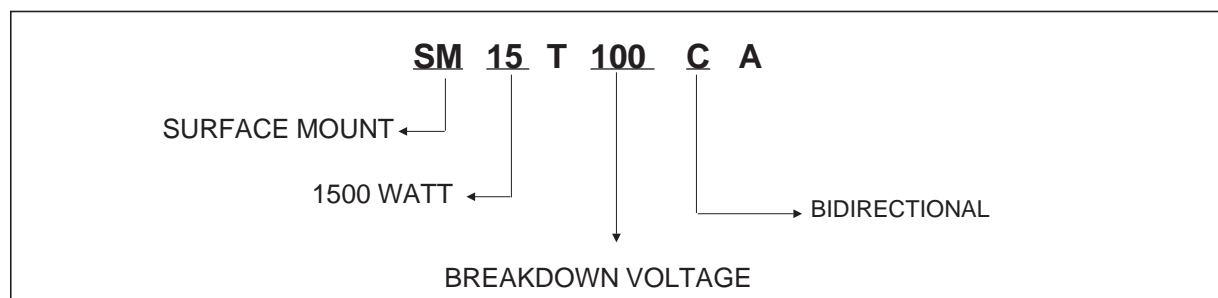 SM 15 T 100 C A
SURFACE MOUNT
1500 WATT
BIDIRECTIONAL
BREAKDOWN VOLTAGE